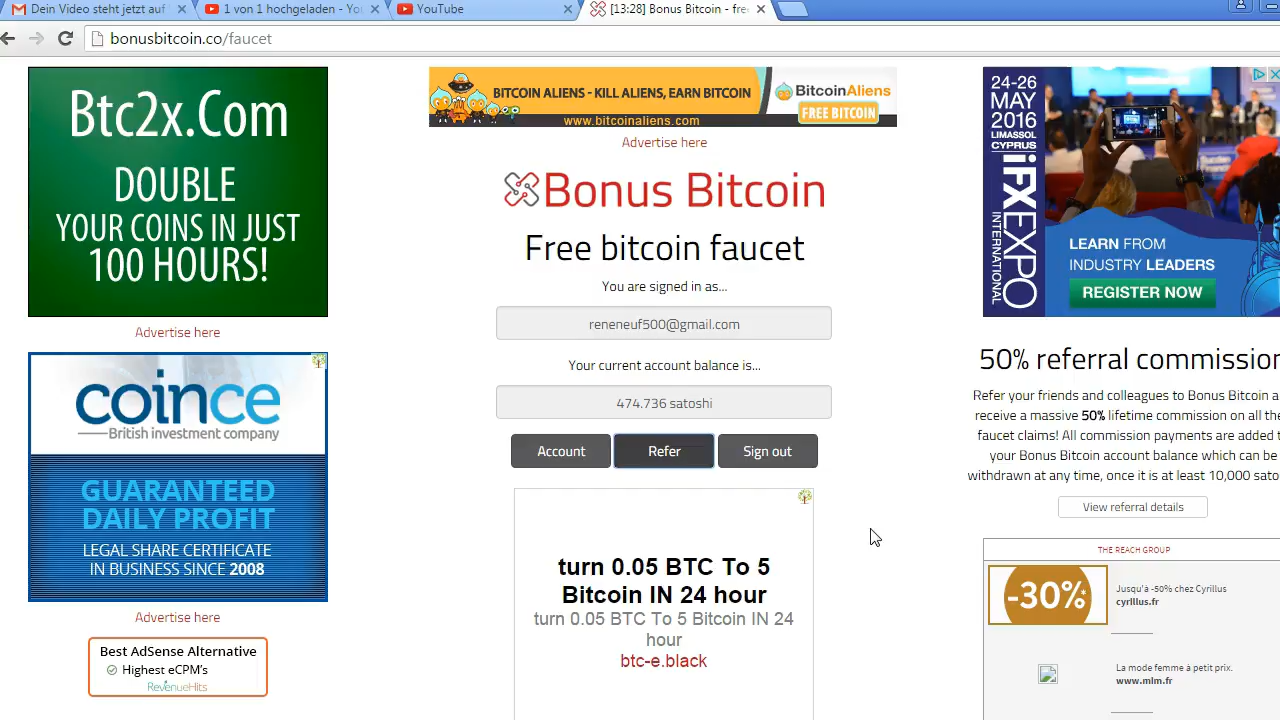 Dein Video steht jetzt auf
1 von 1 hochgeladen - Yo
YouTube
[13:28] Bonus Bitcoin - fre
bonusbitcoin.co/faucet
Btc2x.Com
DOUBLE
YOUR COINS IN JUST
100 HOURS!
Advertise here
coince
British investment company
GUARANTEED
DAILY PROFIT
LEGAL SHARE CERTIFICATE
IN BUSINESS SINCE 2008
Advertise here
Best AdSense Alternative
Highest eCPM's
RevenueHits
BITCOIN ALIENS - KILL ALIENS, EARN BITCOIN
www.bitcoinaliens.com
BitcoinAliens
FREE BITCOIN
Advertise here
Bonus Bitcoin
Free bitcoin faucet
You are signed in as...
reneneuf500@gmail.com
Your current account balance is...
474.736 satoshi
Account
Refer
Sign out
turn 0.05 BTC To 5
Bitcoin IN 24 hour
turn 0.05 BTC To 5 Bitcoin IN 24
hour
btc-e.black
24-26
MAY
2016
LIMASSOL
CYPRUS
iFXEXPO
INTERNATIONAL
LEARN FROM
INDUSTRY LEADERS
REGISTER NOW
50% referral commission
Refer your friends and colleagues to Bonus Bitcoin a
receive a massive 50% lifetime commission on all the
faucet claims! All commission payments are added t
your Bonus Bitcoin account balance which can be
withdrawn at any time, once it is at least 10,000 sato
View referral details
THE REACH GROUP
-30%*
Jusqu'à -50% chez Cyrillus
cyrillus.fr
La mode femme à petit prix.
www.mlm.fr